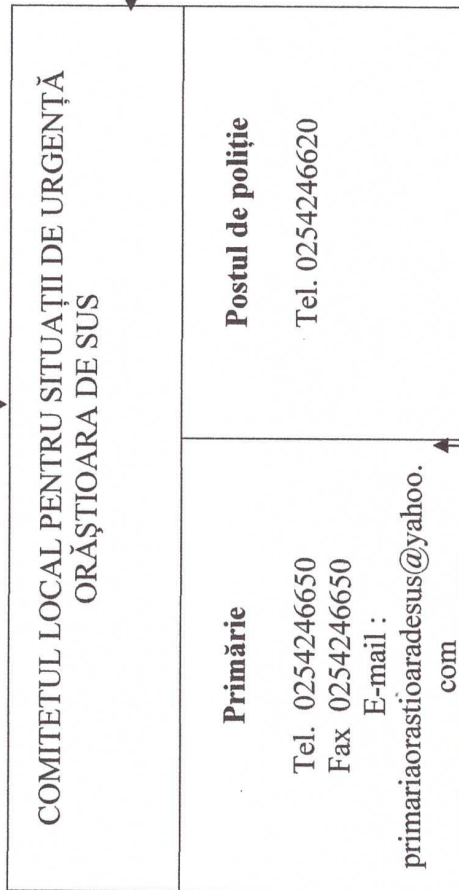 COMITETUL LOCAL PENTRU SITUAȚII DE URGENȚĂ
ORĂȘTIOARA DE SUS
Primărie
Tel. 0254246650
Fax 0254246650
E-mail :
primariaorastioaradesus@yahoo.
com
Postul de poliție
Tel. 0254246620